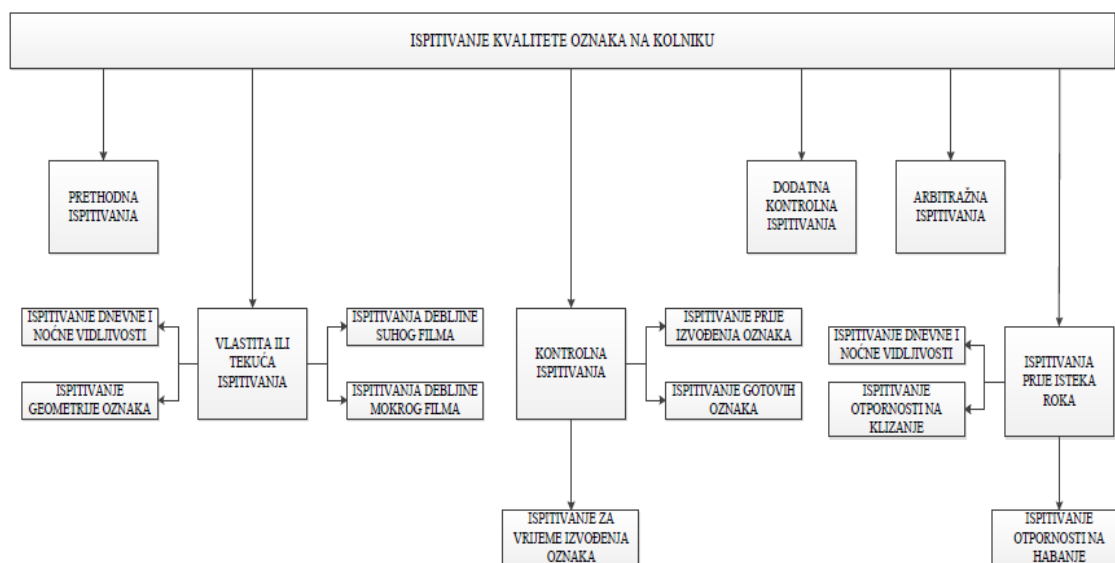 ISPITIVANJE KVALITETE OZNAKA NA KOLNIKU
PRETHODNA
ISPITIVANJA
DODATNA
KONTROLNA
ISPITIVANJA
ARBITRAŽNA
ISPITIVANJA
ISPITIVANJE DNEVNE I
NOĆNE VIDLJIVOSTI
ISPITIVANJE
GEOMETRIJE OZNAKA
VLASTITA ILI
TEKUĆA
ISPITIVANJA
ISPITIVANJA DEBLJINE
SUHOG FILMA
ISPITIVANJA DEBLJINE
MOKROG FILMA
KONTROLNA
ISPITIVANJA
ISPITIVANJE PRIJE
IZVOĐENJA OZNAKA
ISPITIVANJE GOTOVIH
OZNAKA
ISPITIVANJE DNEVNE I
NOĆNE VIDLJIVOSTI
ISPITIVANJE
OTPORNOSTI NA
KLIZANJE
ISPITIVANJA
PRIJE ISTEKA
ROKA
ISPITIVANJE ZA
VRIJEME IZVOĐENJA
OZNAKA
ISPITIVANJE
OTPORNOSTI NA
HABANJE